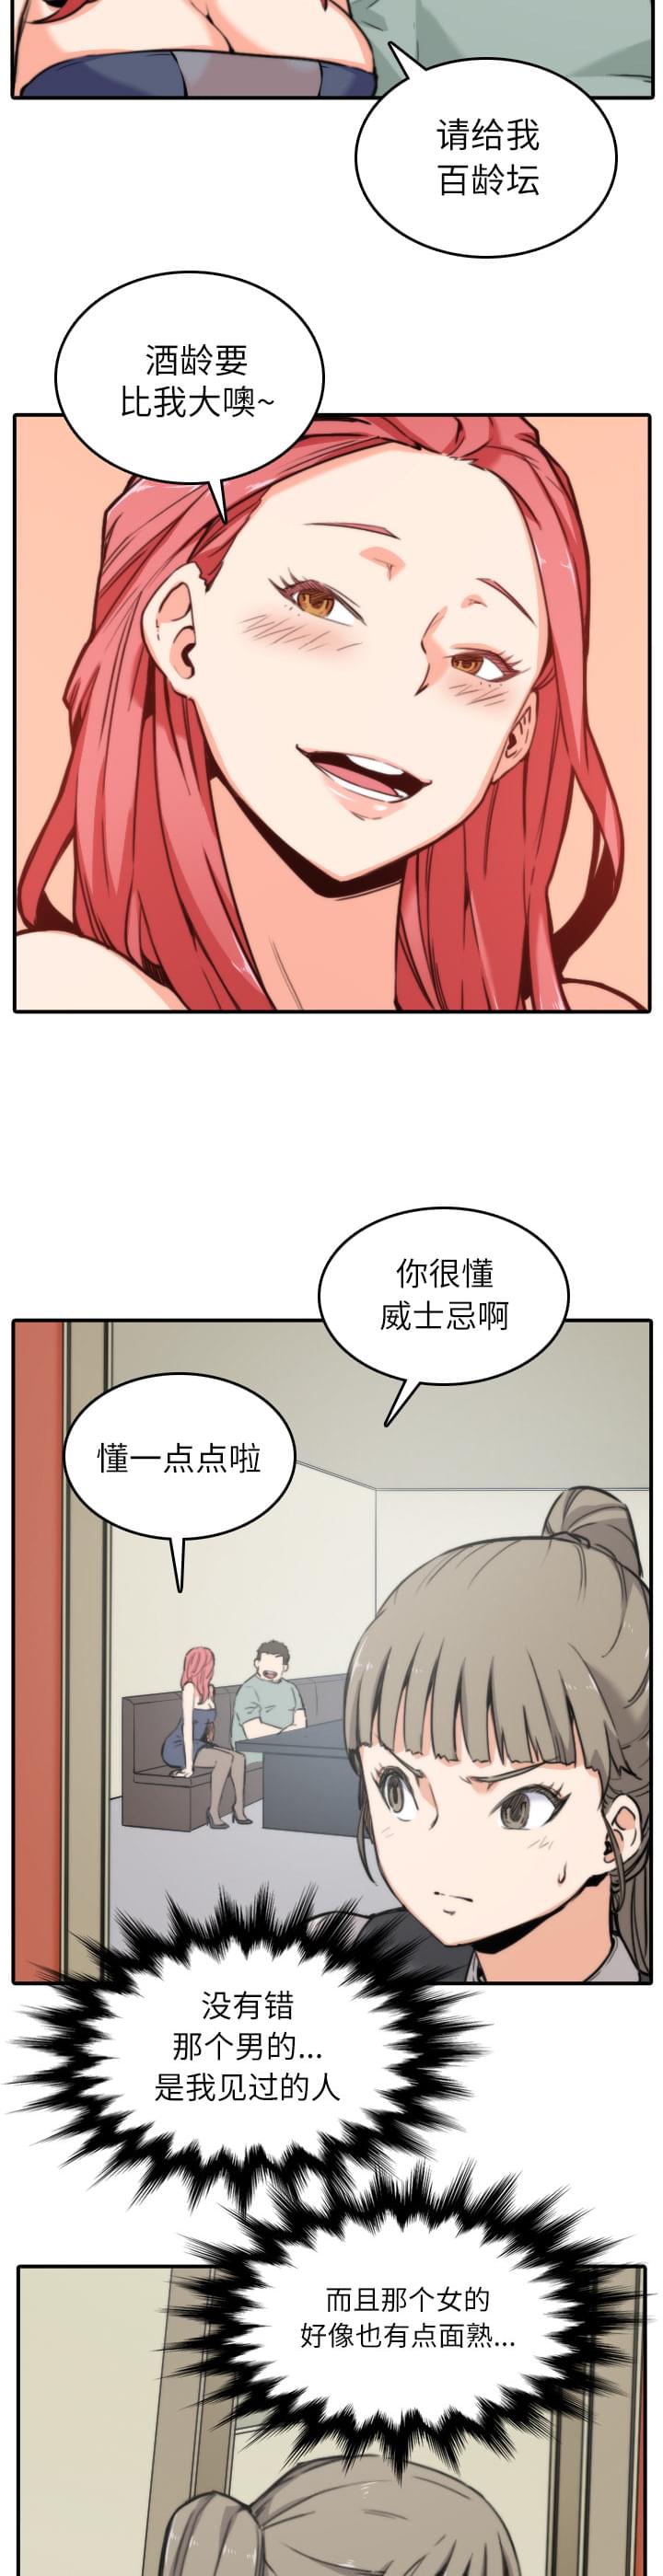 请给我
百龄坛
酒龄要
比我大噢~
你很懂
威士忌啊
懂一点点啦
没有错
那个男的...
是我见过的人
而且那个女的
好像也有点面熟...